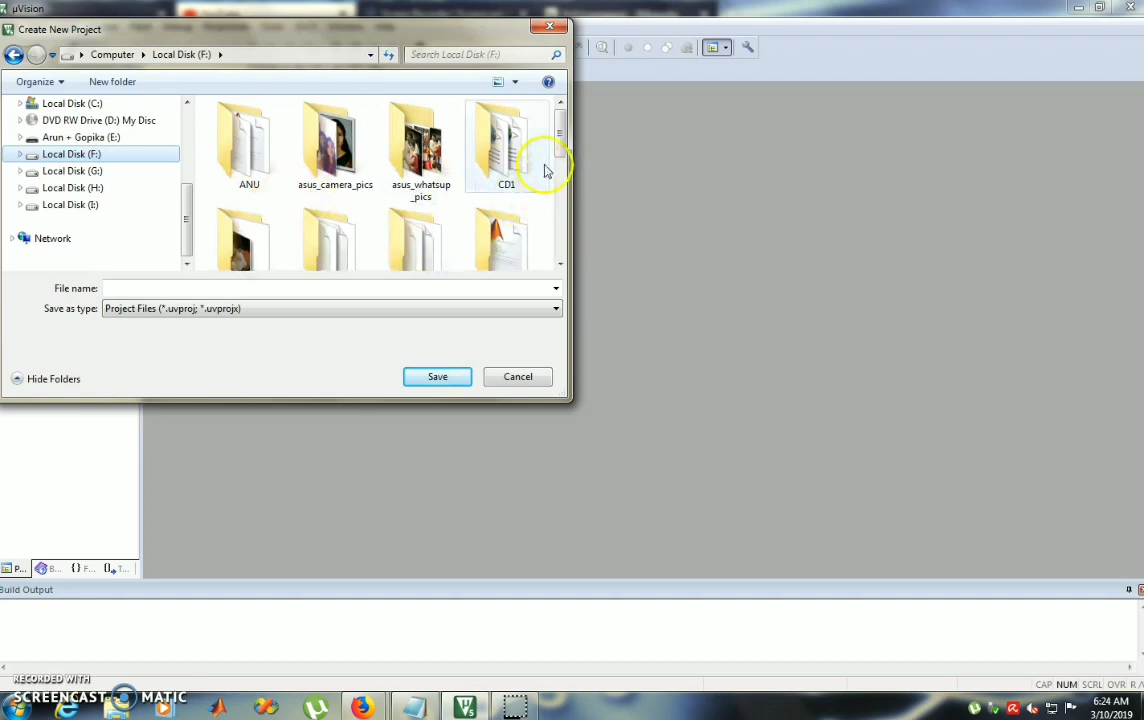 µVision
Create New Project
Computer
Local Disk (F:)
Search Local Disk (F:)
Organize
New folder
Local Disk (C:)
DVD RW Drive (D:) My Disc
Arun + Gopika (E:)
Local Disk (F:)
Local Disk (G:)
Local Disk (H:)
Local Disk (I:)
Network
ANU
asus_camera_pics
asus_whatsup
_pics
CD1
File name:
Save as type:
Project Files (*.uvproj; *.uvprojx)
Hide Folders
Save
Cancel
P...
B...
{} F...
T...
Build Output
RECORDED WITH
SCREENCAST MATIC
CAP NUM SCRL OVR R
6:24 AM
3/10/2019